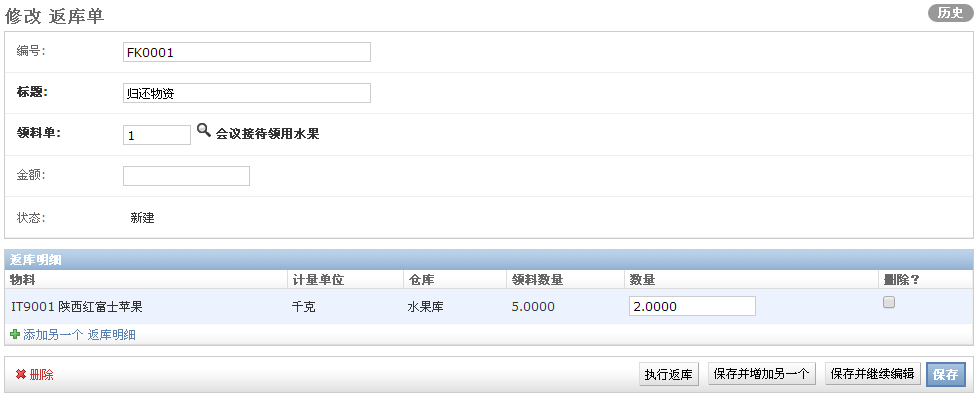 修改 返库单 历史
编号: FK0001
标题: 归还物资
领料单: 1 会议接待领用水果
金额:
状态: 新建
返库明细
物料 计量单位 仓库 领料数量 数量 删除？
IT9001 陕西红富士苹果 千克 水果库 5.0000 2.0000
添加另一个 返库明细
删除 执行返库 保存并增加另一个 保存并继续编辑 保存